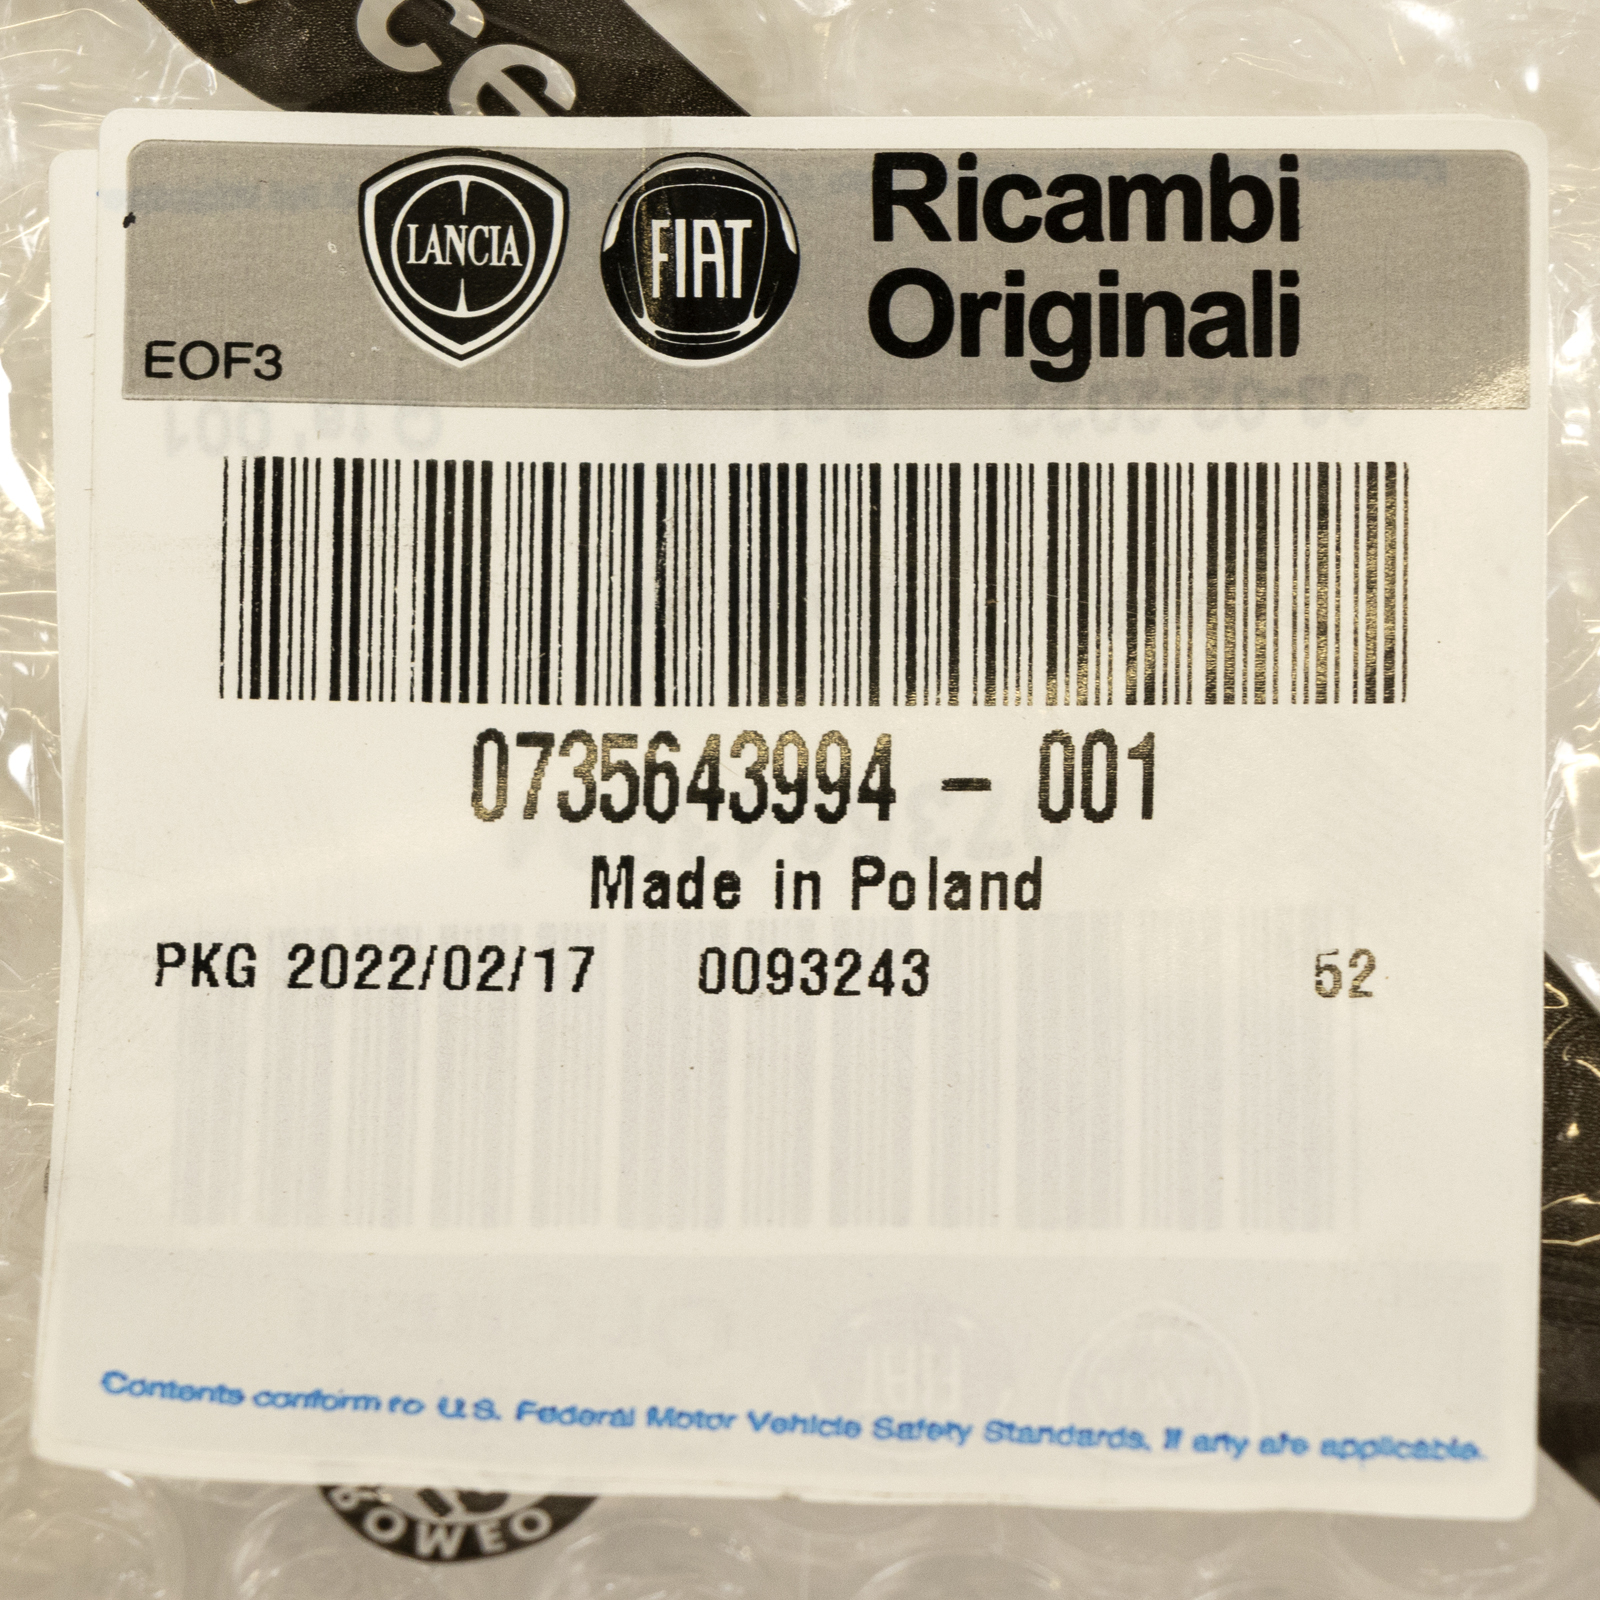 ce
LANCIA
FIAT
Ricambi
Originali
EOF3
0735643994 - 001
Made in Poland
PKG 2022/02/17 0093243 52
Contents conform to U.S. Federal Motor Vehicle Safety Standards, if any are applicable.